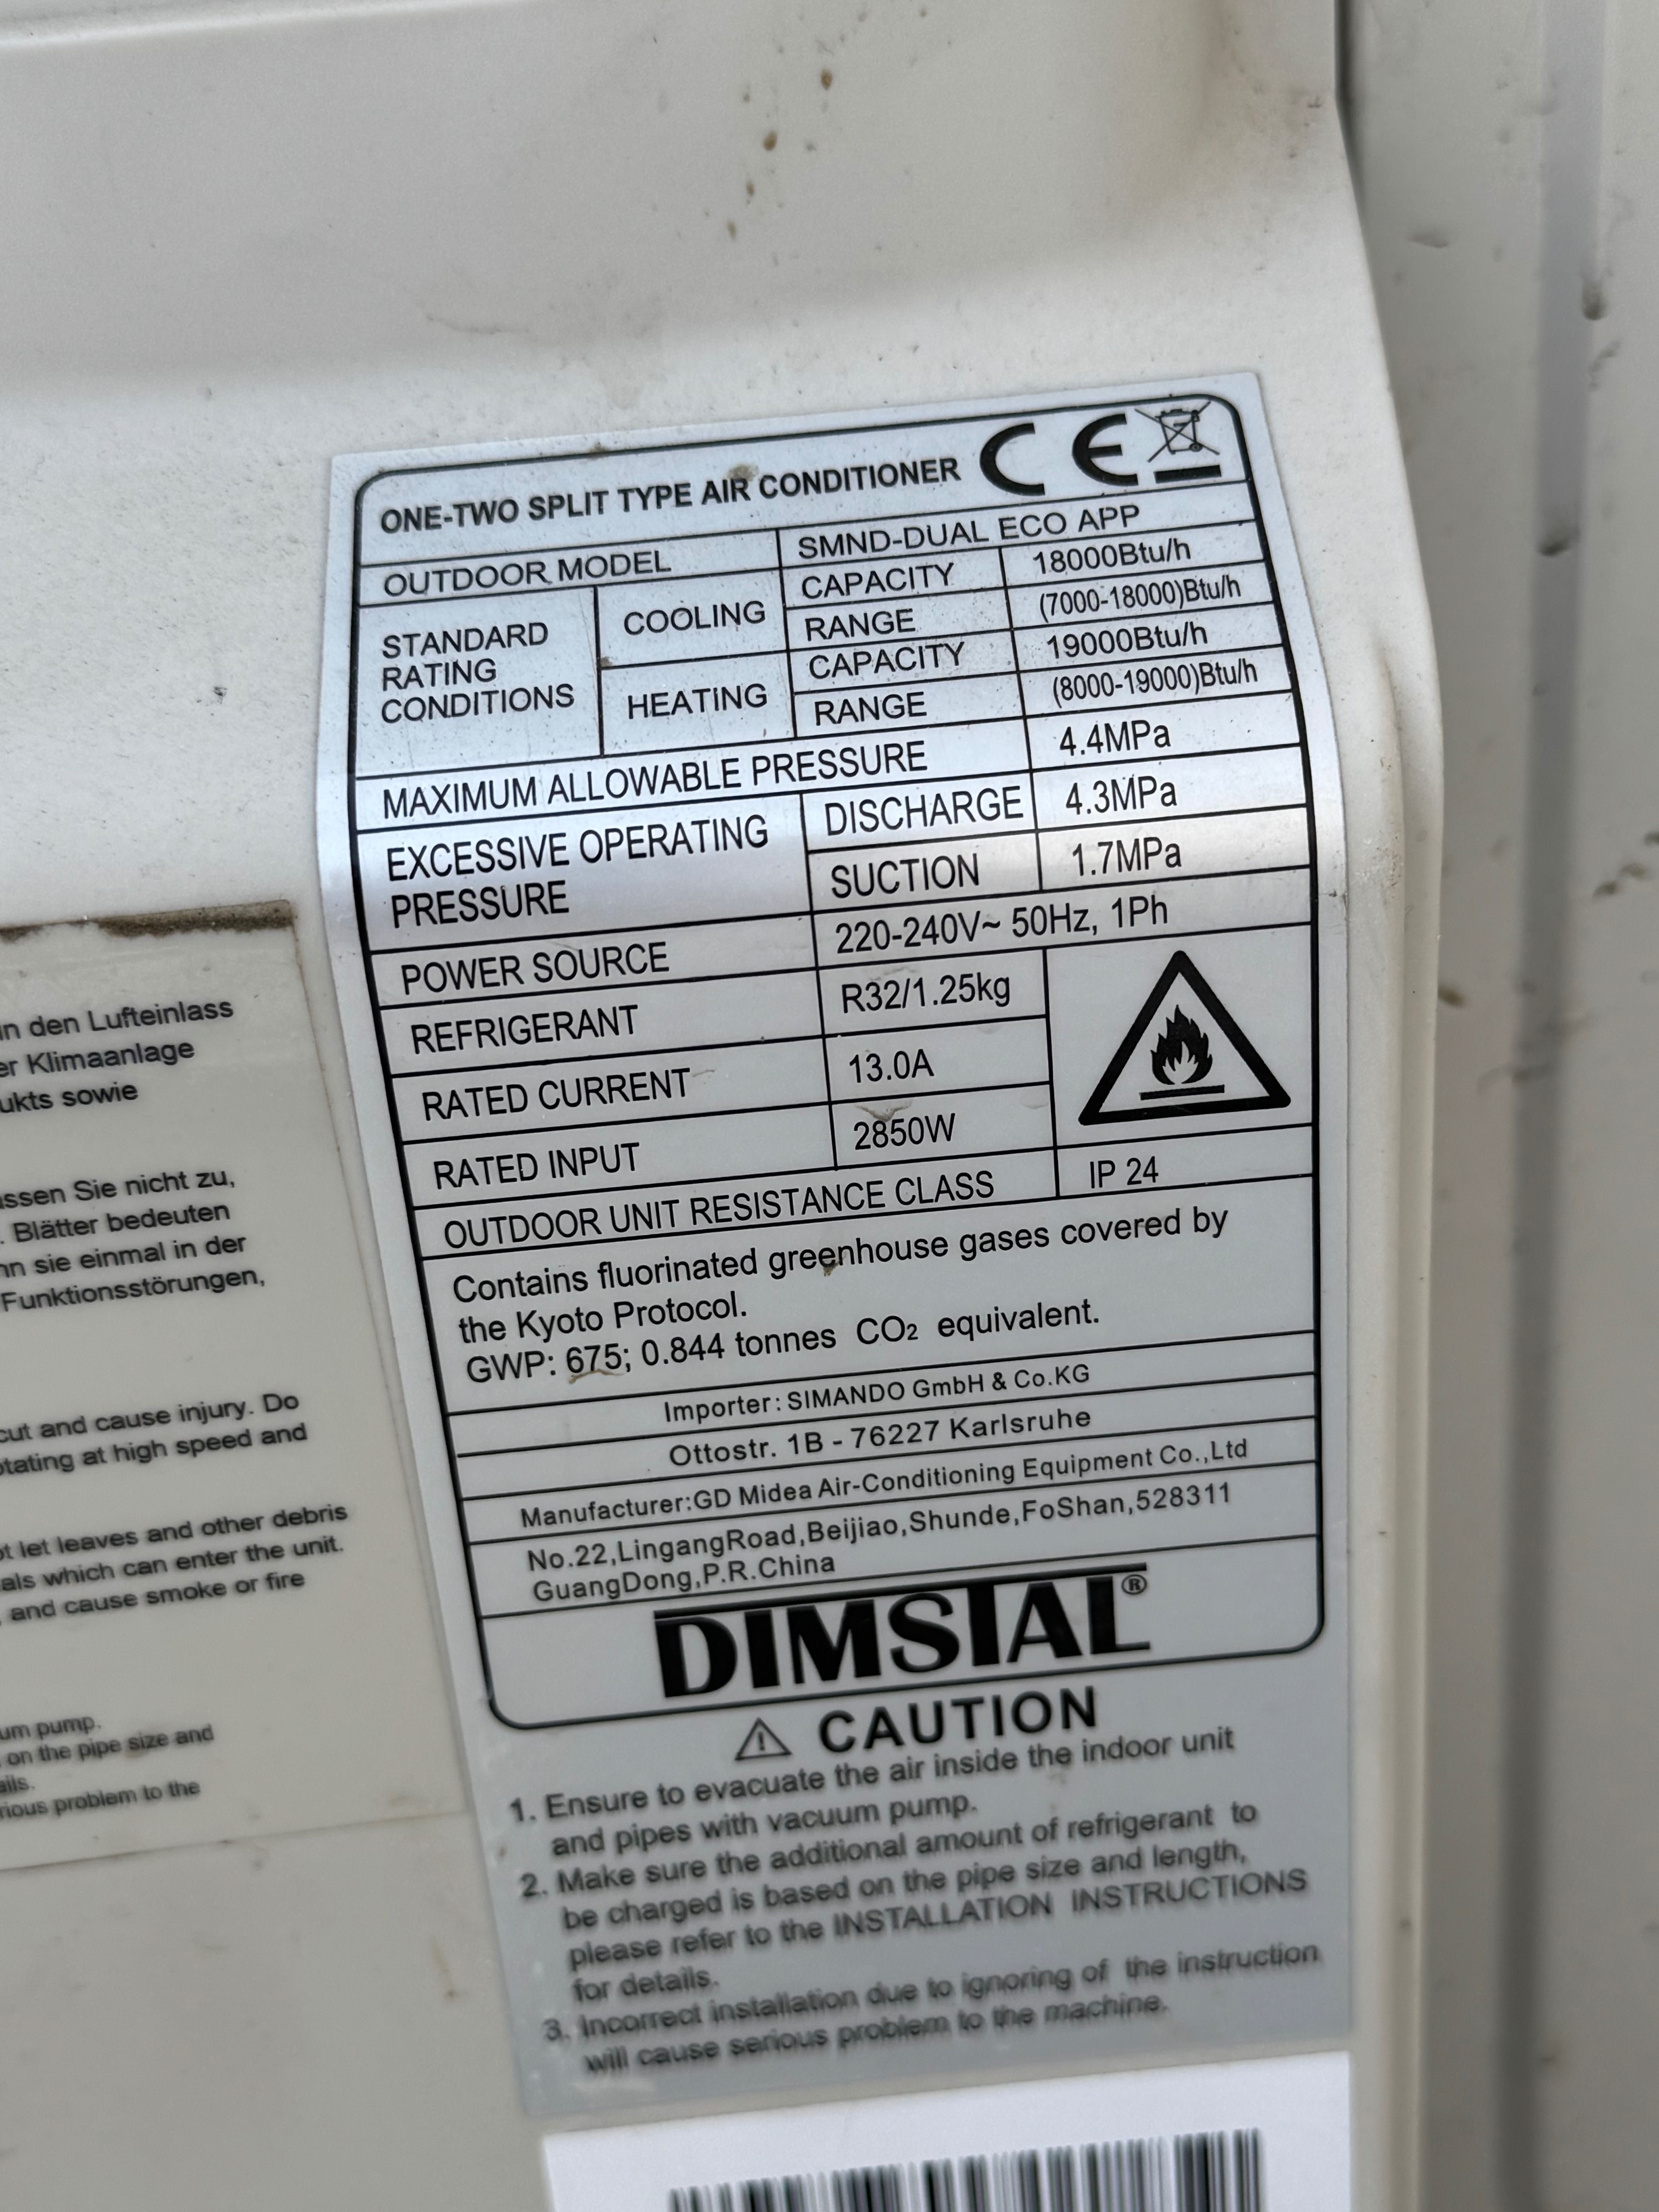 ONE-TWO SPLIT TYPE AIR CONDITIONER CE
OUTDOOR MODEL SMND-DUAL ECO APP
STANDARD RATING CONDITIONS
COOLING CAPACITY 18000Btu/h
RANGE (7000-18000)Btu/h
HEATING CAPACITY 19000Btu/h
RANGE (8000-19000)Btu/h
MAXIMUM ALLOWABLE PRESSURE 4.4MPa
EXCESSIVE OPERATING PRESSURE
DISCHARGE 4.3MPa
SUCTION 1.7MPa
POWER SOURCE 220-240V~ 50Hz, 1Ph
REFRIGERANT R32/1.25kg
RATED CURRENT 13.0A
RATED INPUT 2850W
OUTDOOR UNIT RESISTANCE CLASS IP 24
Contains fluorinated greenhouse gases covered by
the Kyoto Protocol.
GWP: 675; 0.844 tonnes CO₂ equivalent.
Importer: SIMANDO GmbH & Co.KG
Ottostr. 1B - 76227 Karlsruhe
Manufacturer:GD Midea Air-Conditioning Equipment Co.,Ltd
No.22,LingangRoad,Beijiao,Shunde,FoShan,528311
GuangDong,P.R.China
DIMSTAL®
CAUTION
1. Ensure to evacuate the air inside the indoor unit
and pipes with vacuum pump.
2. Make sure the additional amount of refrigerant to
be charged is based on the pipe size and length,
please refer to the INSTALLATION INSTRUCTIONS
for details.
3. Incorrect installation due to ignoring of the instruction
will cause serious problem to the machine.
in den Lufteinlass
Klimaanlage
sowie
Sie nicht zu,
Blätter bedeuten
sie einmal in der
Funktionsstörungen,
cut and cause injury. Do
at high speed and
let leaves and other debris
which can enter the unit.
and cause smoke or fire
pump.
on the pipe size and
problem to the